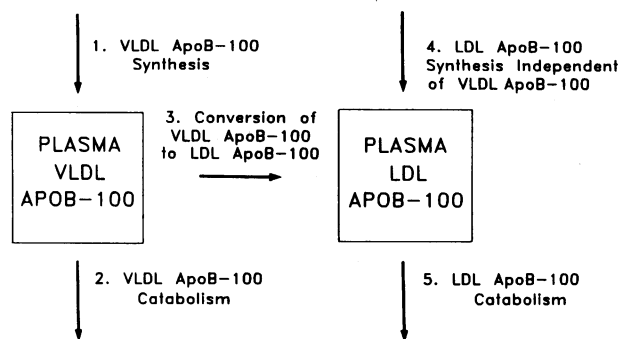 1. VLDL ApoB-100
Synthesis
4. LDL ApoB-100
Synthesis Independent
of VLDL ApoB-100
3. Conversion of
VLDL ApoB-100
to LDL ApoB-100
PLASMA
VLDL
APOB-100
PLASMA
LDL
APOB-100
2. VLDL ApoB-100
Catabolism
5. LDL ApoB-100
Catabolism